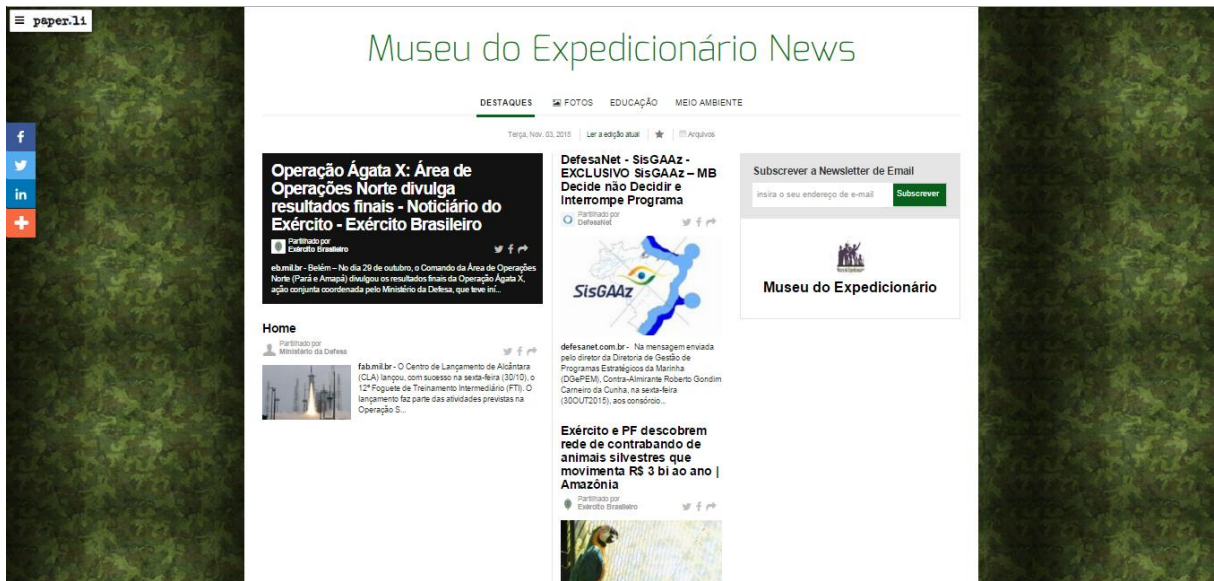 paper.li
Museu do Expedicionário News
DESTAQUES FOTOS EDUCAÇÃO MEIO AMBIENTE
Terça, Nov. 03, 2015 Ler a edição atual Arquivos
Operação Ágata X: Área de
Operações Norte divulga
resultados finais - Noticiário do
Exército - Exército Brasileiro
Partilhado por
Exército Brasileiro
eb.mil.br - Belém – No dia 29 de outubro, o Comando da Área de Operações
Norte (Pará e Amapá) divulgou os resultados finais da Operação Ágata X,
ação conjunta coordenada pelo Ministério da Defesa, que teve iní...
Home
Partilhado por
Ministério da Defesa
fab.mil.br - O Centro de Lançamento de Alcântara
(CLA) lançou, com sucesso na sexta-feira (30/10), o
12º Foguete de Treinamento Intermediário (FTI). O
lançamento faz parte das atividades previstas na
Operação S...
DefesaNet - SisGAAz -
EXCLUSIVO SisGAAz – MB
Decide não Decidir e
Interrompe Programa
Partilhado por
DefesaNet
SisGAAz
defesanet.com.br - Na mensagem enviada
pelo diretor da Diretoria de Gestão de
Programas Estratégicos da Marinha
(DGePEM), Contra-Almirante Roberto Gondim
Carneiro da Cunha, na sexta-feira
(30OUT2015), aos consórcio...
Exército e PF descobrem
rede de contrabando de
animais silvestres que
movimenta R$ 3 bi ao ano |
Amazônia
Partilhado por
Exército Brasileiro
Subscrever a Newsletter de Email
insira o seu endereço de e-mail Subscrever
Museu do Expedicionário